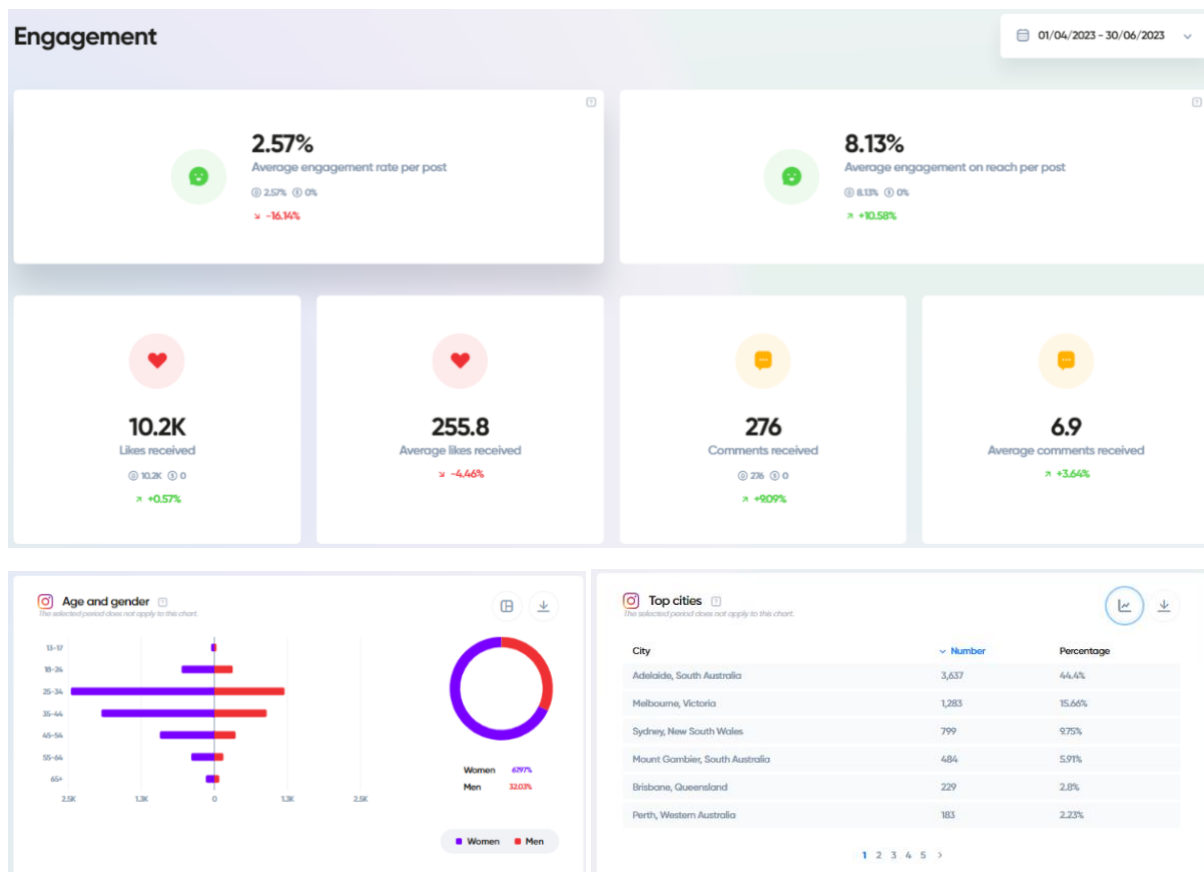 Engagement
01/04/2023 - 30/06/2023
2.57%
Average engagement rate per post
2.57% 0%
-16.14%
8.13%
Average engagement on reach per post
8.13% 0%
+10.58%
10.2K
Likes received
10.2K 0
+0.57%
255.8
Average likes received
-4.46%
276
Comments received
276 0
+9.09%
6.9
Average comments received
+3.64%
Age and gender
The selected period does not apply to this chart.
13-17
18-24
25-34
35-44
45-54
55-64
65+
2.5K 1.3K 0 1.3K 2.5K
Women 67.97%
Men 32.03%
Women Men
Top cities
The selected period does not apply to this chart.
City Number Percentage
Adelaide, South Australia 3,637 44.4%
Melbourne, Victoria 1,283 15.66%
Sydney, New South Wales 799 9.75%
Mount Gambier, South Australia 484 5.91%
Brisbane, Queensland 229 2.8%
Perth, Western Australia 183 2.23%
1 2 3 4 5 >